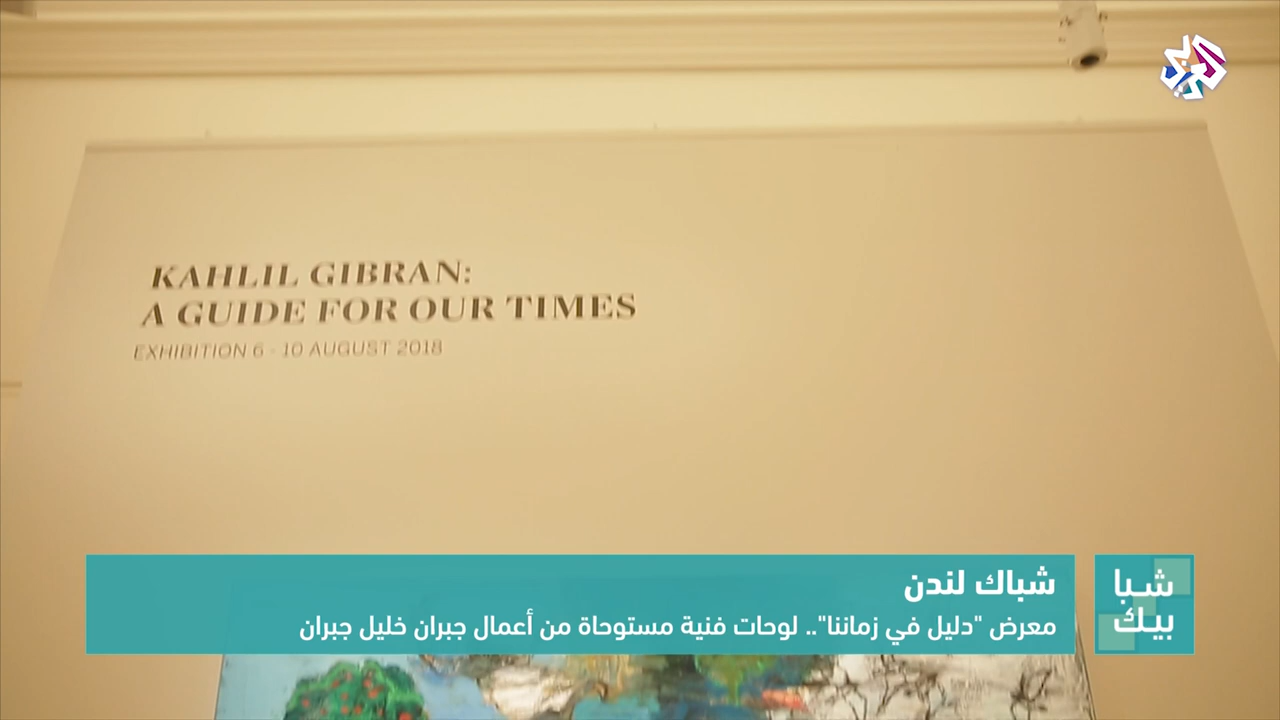 العربي
KAHLIL GIBRAN:
A GUIDE FOR OUR TIMES
EXHIBITION 6 - 10 AUGUST 2018
شباك لندن
معرض "دليل في زماننا".. لوحات فنية مستوحاة من أعمال جبران خليل جبران
شبا
بيك